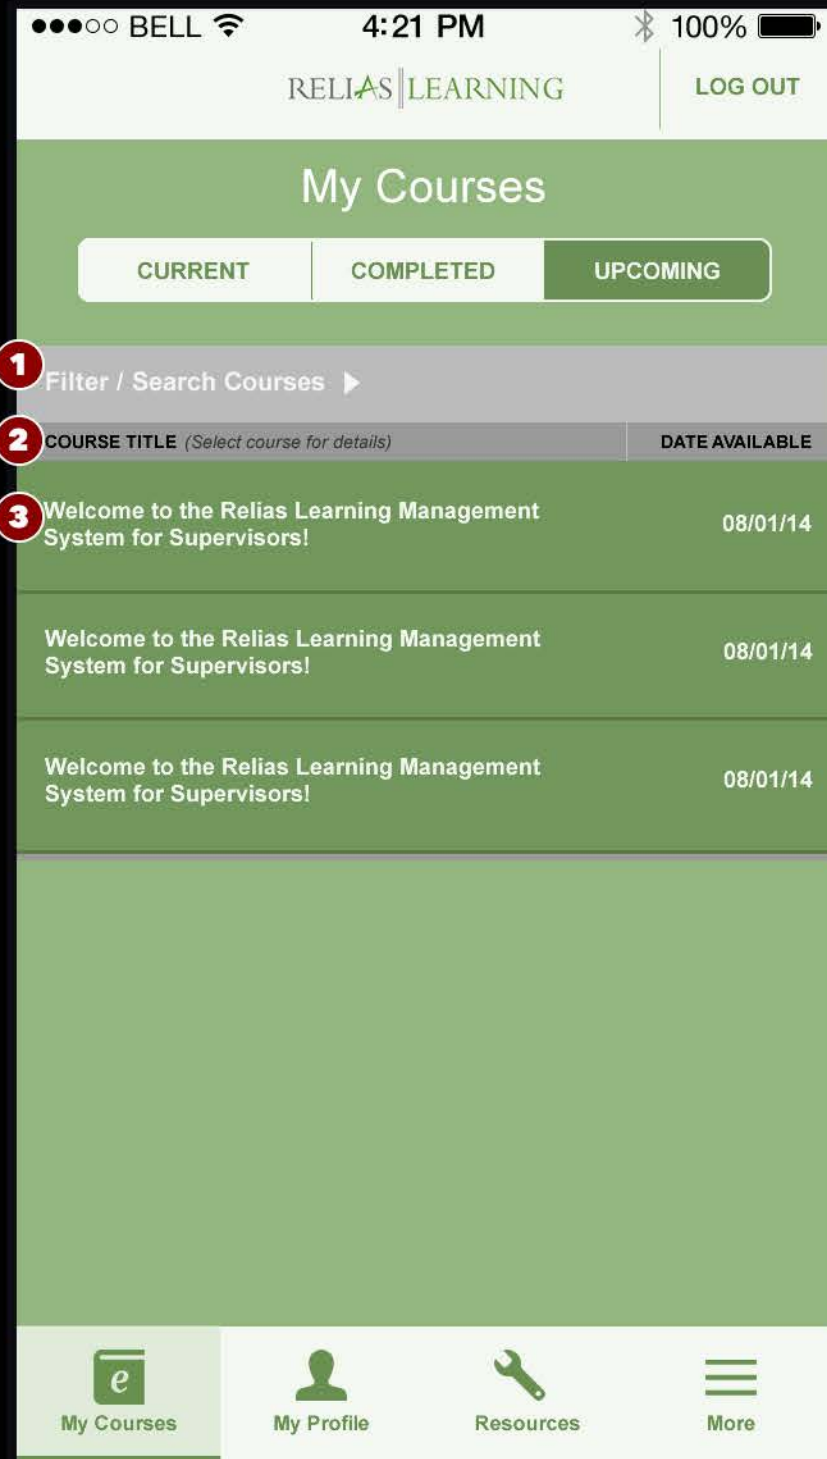 BELL 4:21 PM 100%
RELIAS LEARNING LOG OUT
My Courses
CURRENT COMPLETED UPCOMING
1 Filter / Search Courses
2 COURSE TITLE (Select course for details) DATE AVAILABLE
3 Welcome to the Relias Learning Management
System for Supervisors!
08/01/14
Welcome to the Relias Learning Management
System for Supervisors!
08/01/14
Welcome to the Relias Learning Management
System for Supervisors!
08/01/14
e
My Courses My Profile Resources More